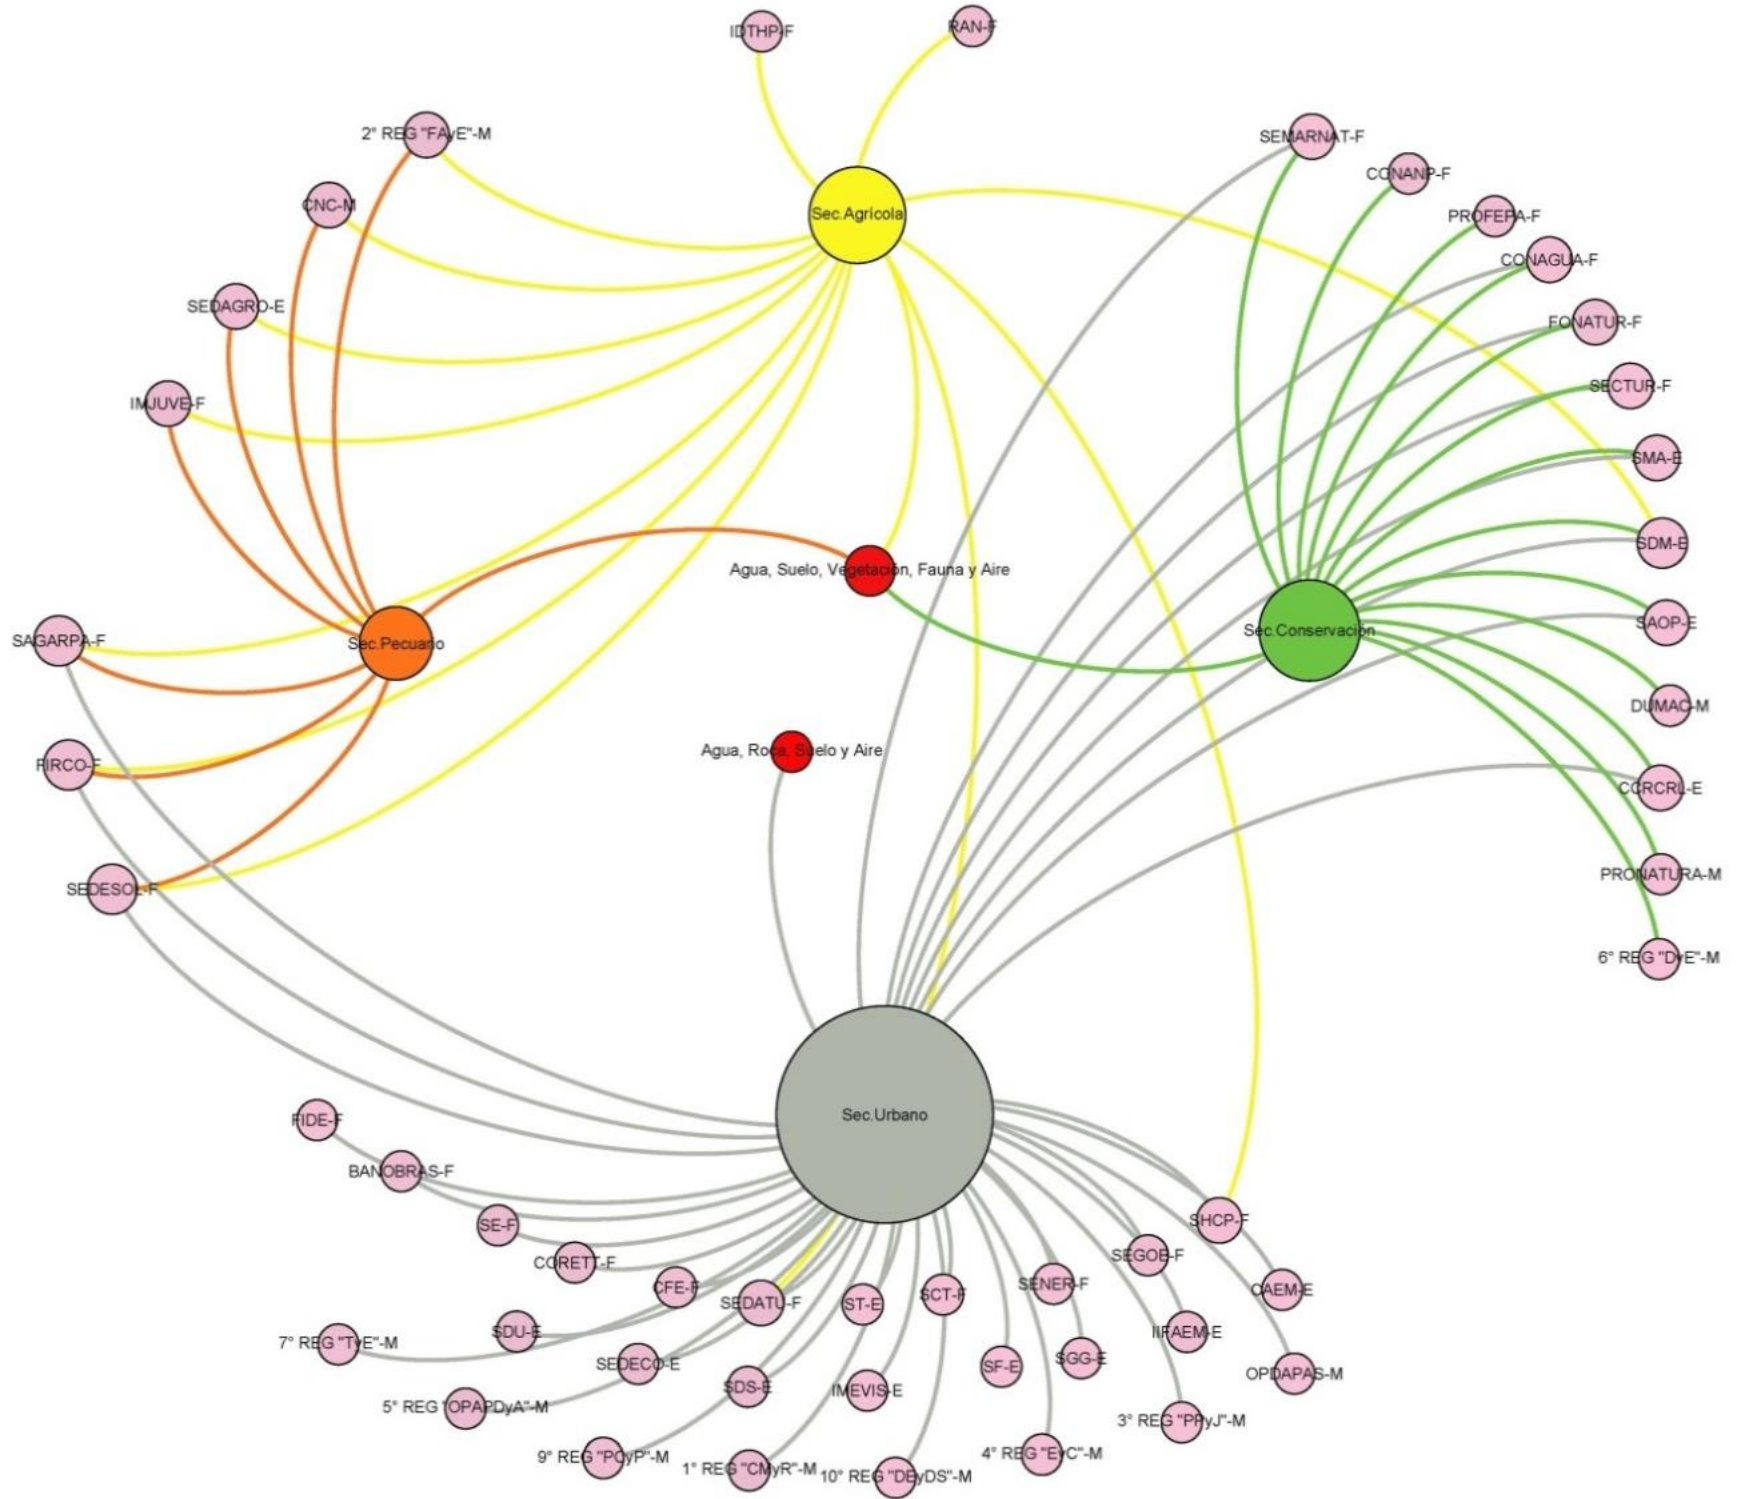 IDTHP-F
RAN-F
2° REG "FAyE"-M
SEMARNAT-F
CONANP-F
CNC-M
Sec.Agrícola
PROFEPA-F
CONAGUA-F
SEDAGRO-E
FONATUR-F
SECTUR-F
IMJUVE-F
SMA-E
SDM-E
Agua, Suelo, Vegetación, Fauna y Aire
SAOP-E
Sec.Conservación
SAGARPA-F
Sec.Pecuario
DUMAC-M
Agua, Roca, Suelo y Aire
FIRCO-F
CCRCRL-E
PRONATURA-M
SEDESOL-F
6° REG "DyE"-M
Sec.Urbano
FIDE-F
BANOBRAS-F
SE-F
SHCP-F
CORETT-F
SEGOB-F
CFE-F
SENER-F
CAEM-E
SEDATU-F
ST-E
SCT-F
SDU-E
IIFAEM-E
7° REG "TyE"-M
SEDECO-E
SF-E
SGG-E
OPDAPAS-M
SDS-E
IMEVIS-E
5° REG "OPAPDyA"-M
3° REG "PPyJ"-M
9° REG "PCyP"-M
1° REG "CMyR"-M
10° REG "DEyDS"-M
4° REG "EyC"-M